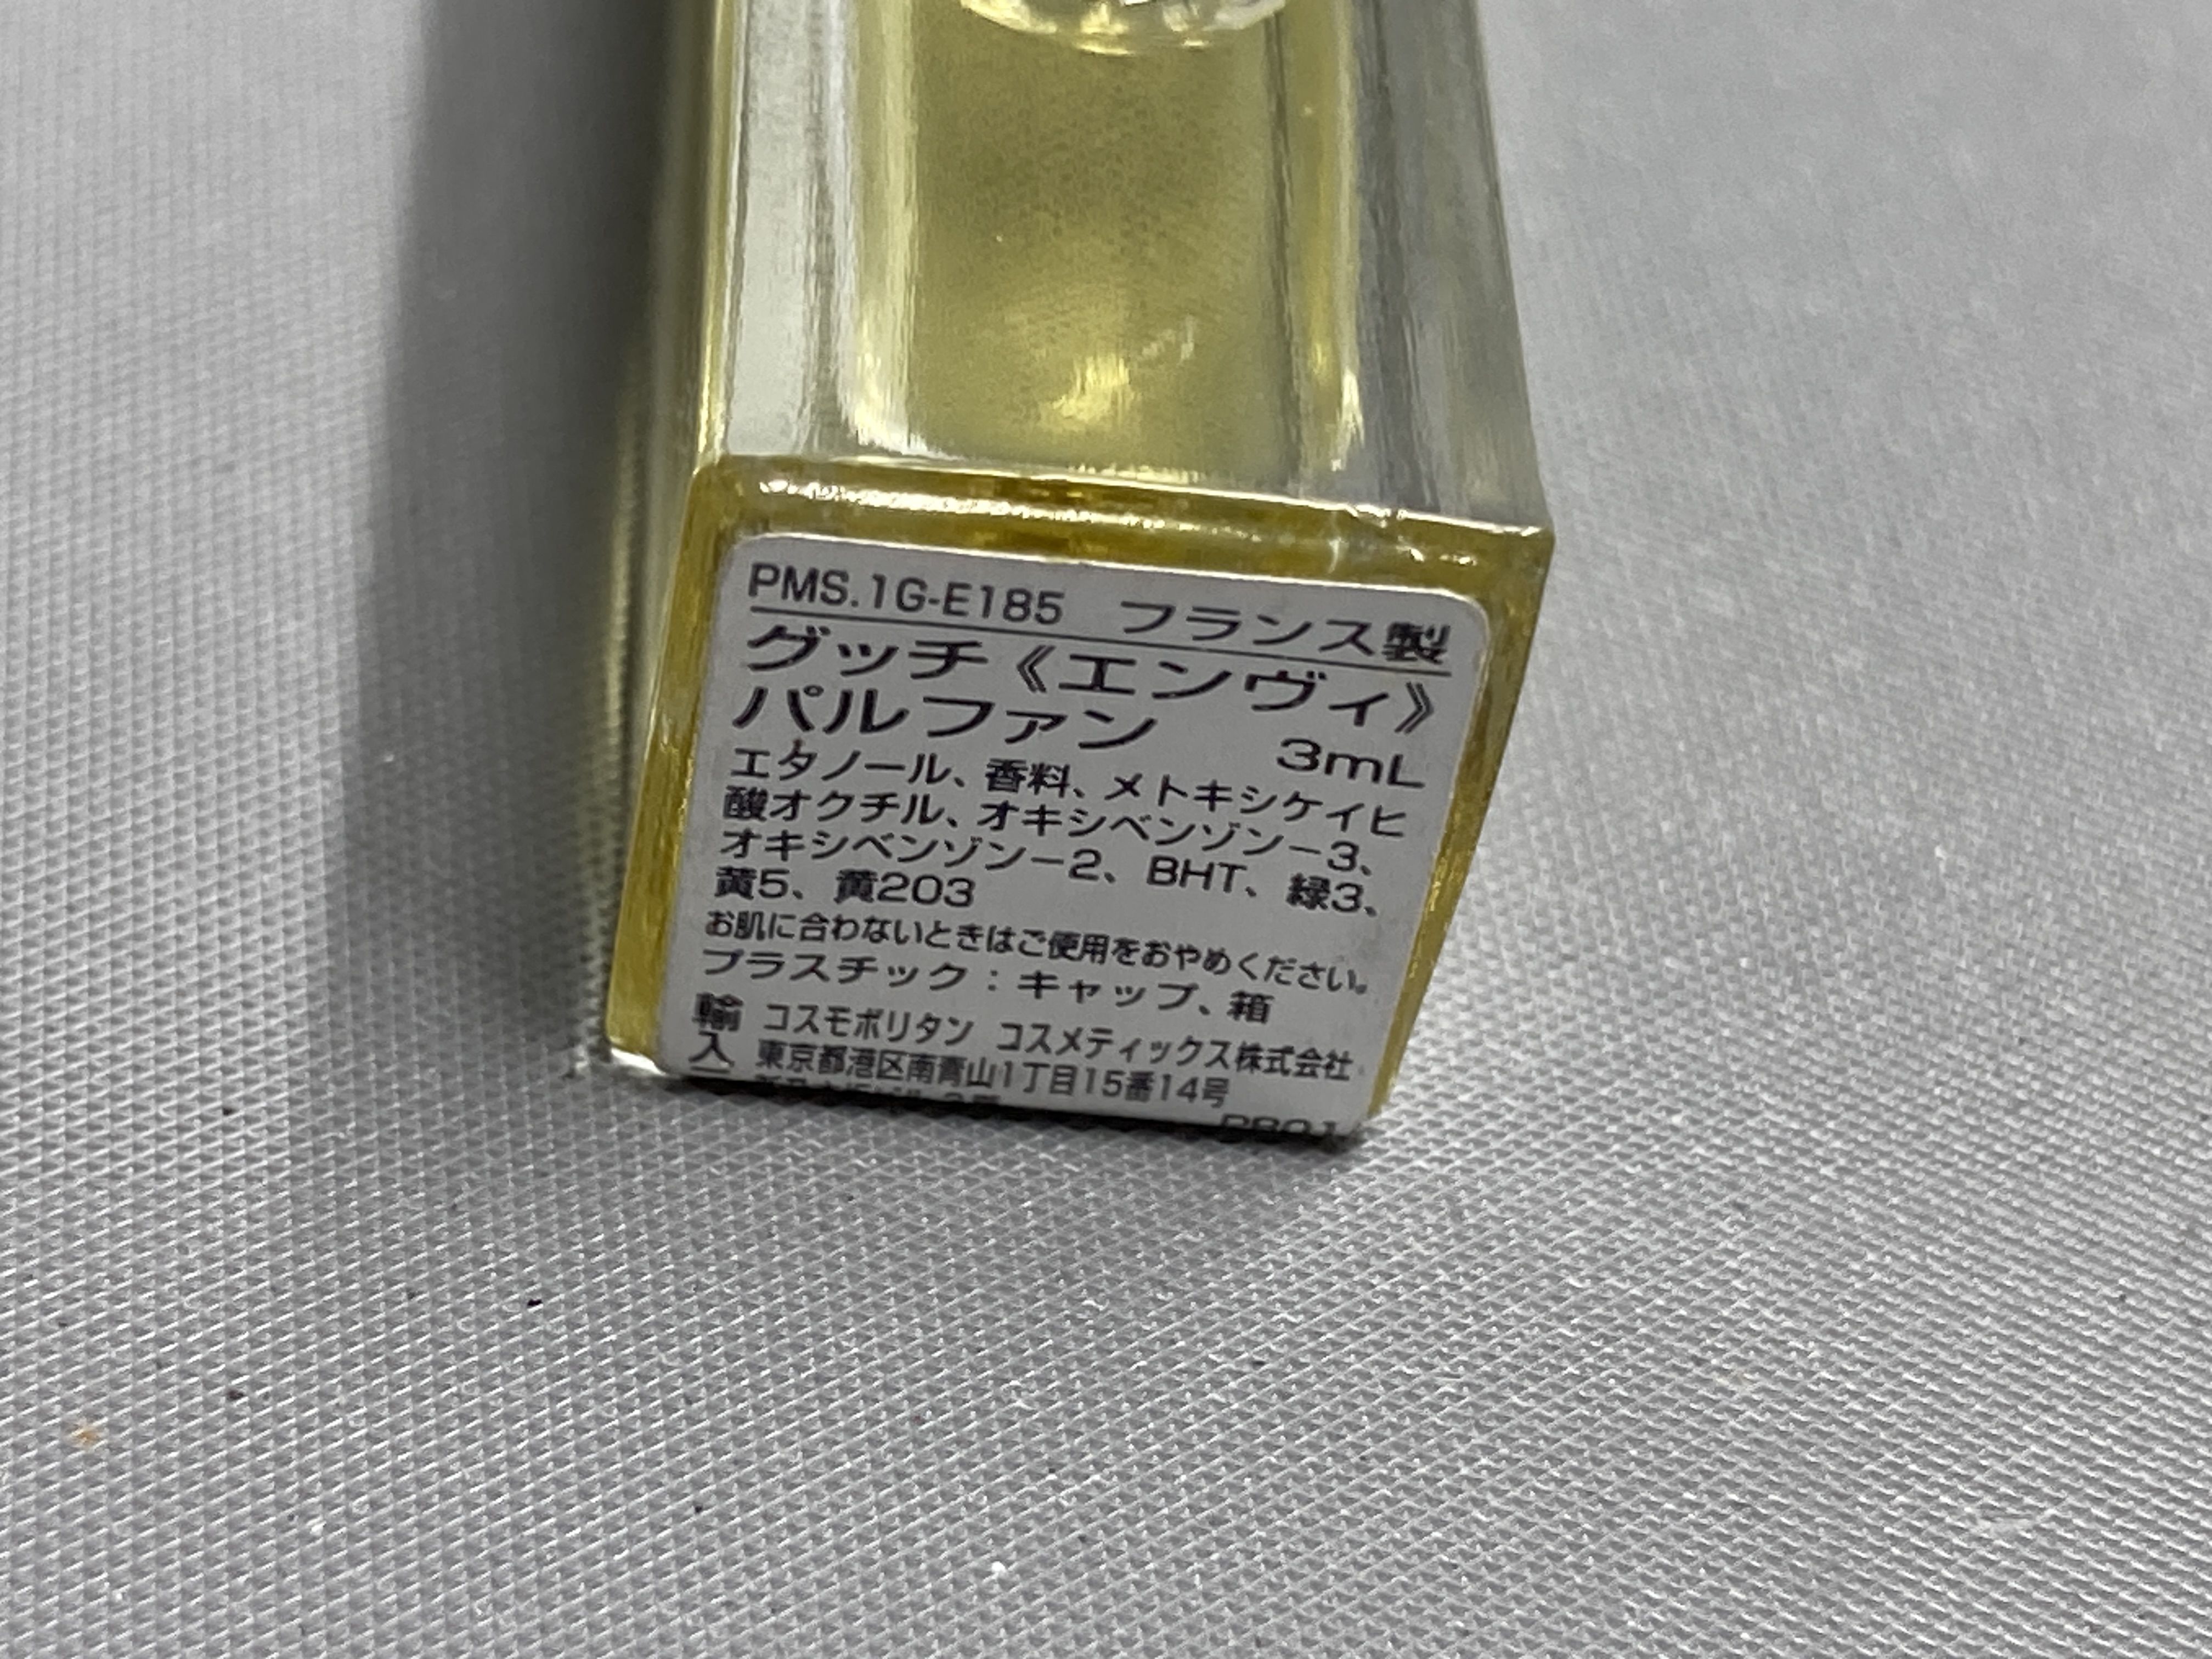 PMS.1G-E185 フランス製
グッチ《エンヴィ》
パルファン 3mL
エタノール、香料、メトキシケイヒ
酸オクチル、オキシベンゾン－3、
オキシベンゾン－2、BHT、緑3、
黄5、黄203
お肌に合わないときはご使用をおやめください。
プラスチック：キャップ、箱
輸入 コスモポリタン コスメティックス株式会社
東京都港区南青山1丁目15番14号